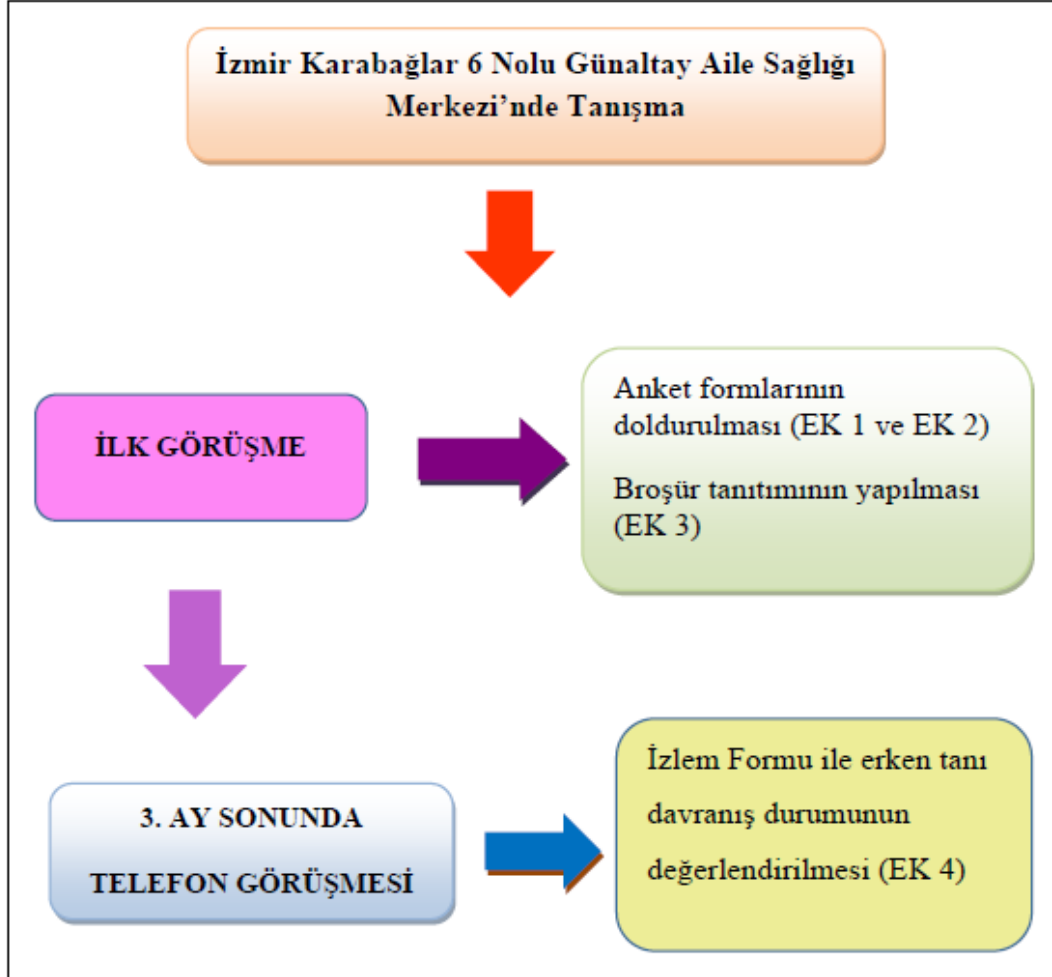 İzmir Karabağlar 6 Nolu Günaltay Aile Sağlığı
Merkezi’nde Tanışma
İLK GÖRÜŞME
Anket formlarının
doldurulması (EK 1 ve EK 2)
Broşür tanıtımının yapılması
(EK 3)
3. AY SONUNDA
TELEFON GÖRÜŞMESİ
İzlem Formu ile erken tanı
davranış durumunun
değerlendirilmesi (EK 4)